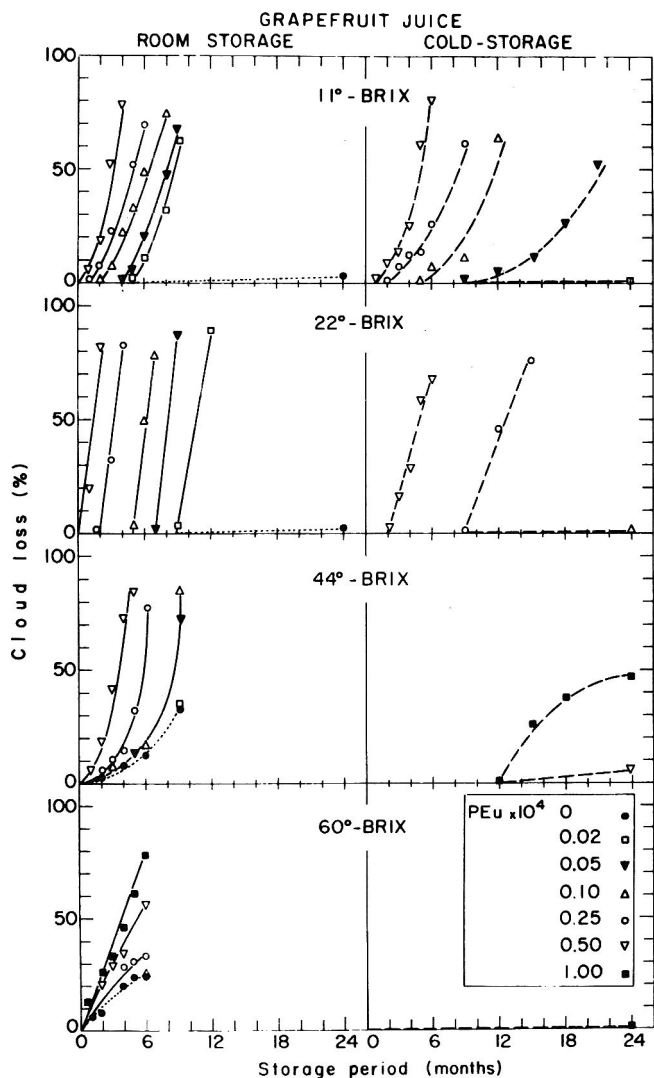 GRAPEFRUIT JUICE
ROOM STORAGE COLD-STORAGE
100
11°-BRIX
50
0
100
22°-BRIX
50
0
100
44°-BRIX
50
0
100
60°-BRIX
50
0
Cloud loss (%)
PEu x10⁴ 0 ●
0.02 □
0.05 ▼
0.10 △
0.25 ○
0.50 ▽
1.00 ■
0 6 12 18 24 0 6 12 18 24
Storage period (months)